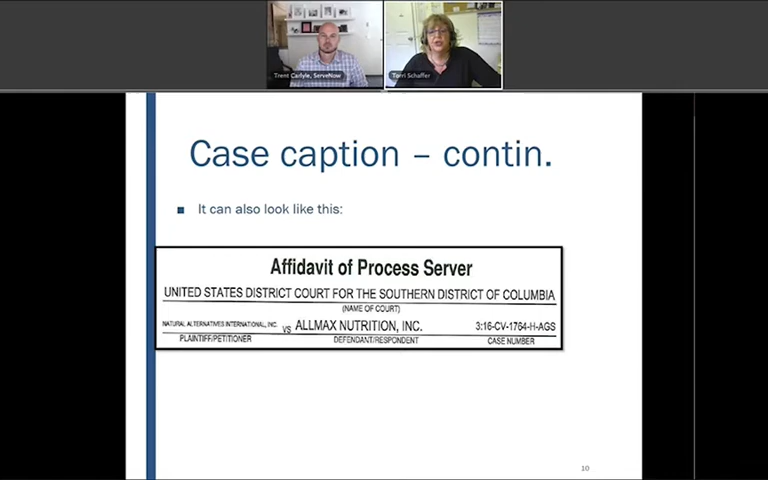 Trent Carlyle, ServeNow
Torri Schaffer
Case caption – contin.
It can also look like this:
Affidavit of Process Server
UNITED STATES DISTRICT COURT FOR THE SOUTHERN DISTRICT OF COLUMBIA
(NAME OF COURT)
NATURAL ALTERNATIVES INTERNATIONAL, INC. VS ALLMAX NUTRITION, INC. 3:16-CV-1764-H-AGS
PLAINTIFF/PETITIONER DEFENDANT/RESPONDENT CASE NUMBER
10